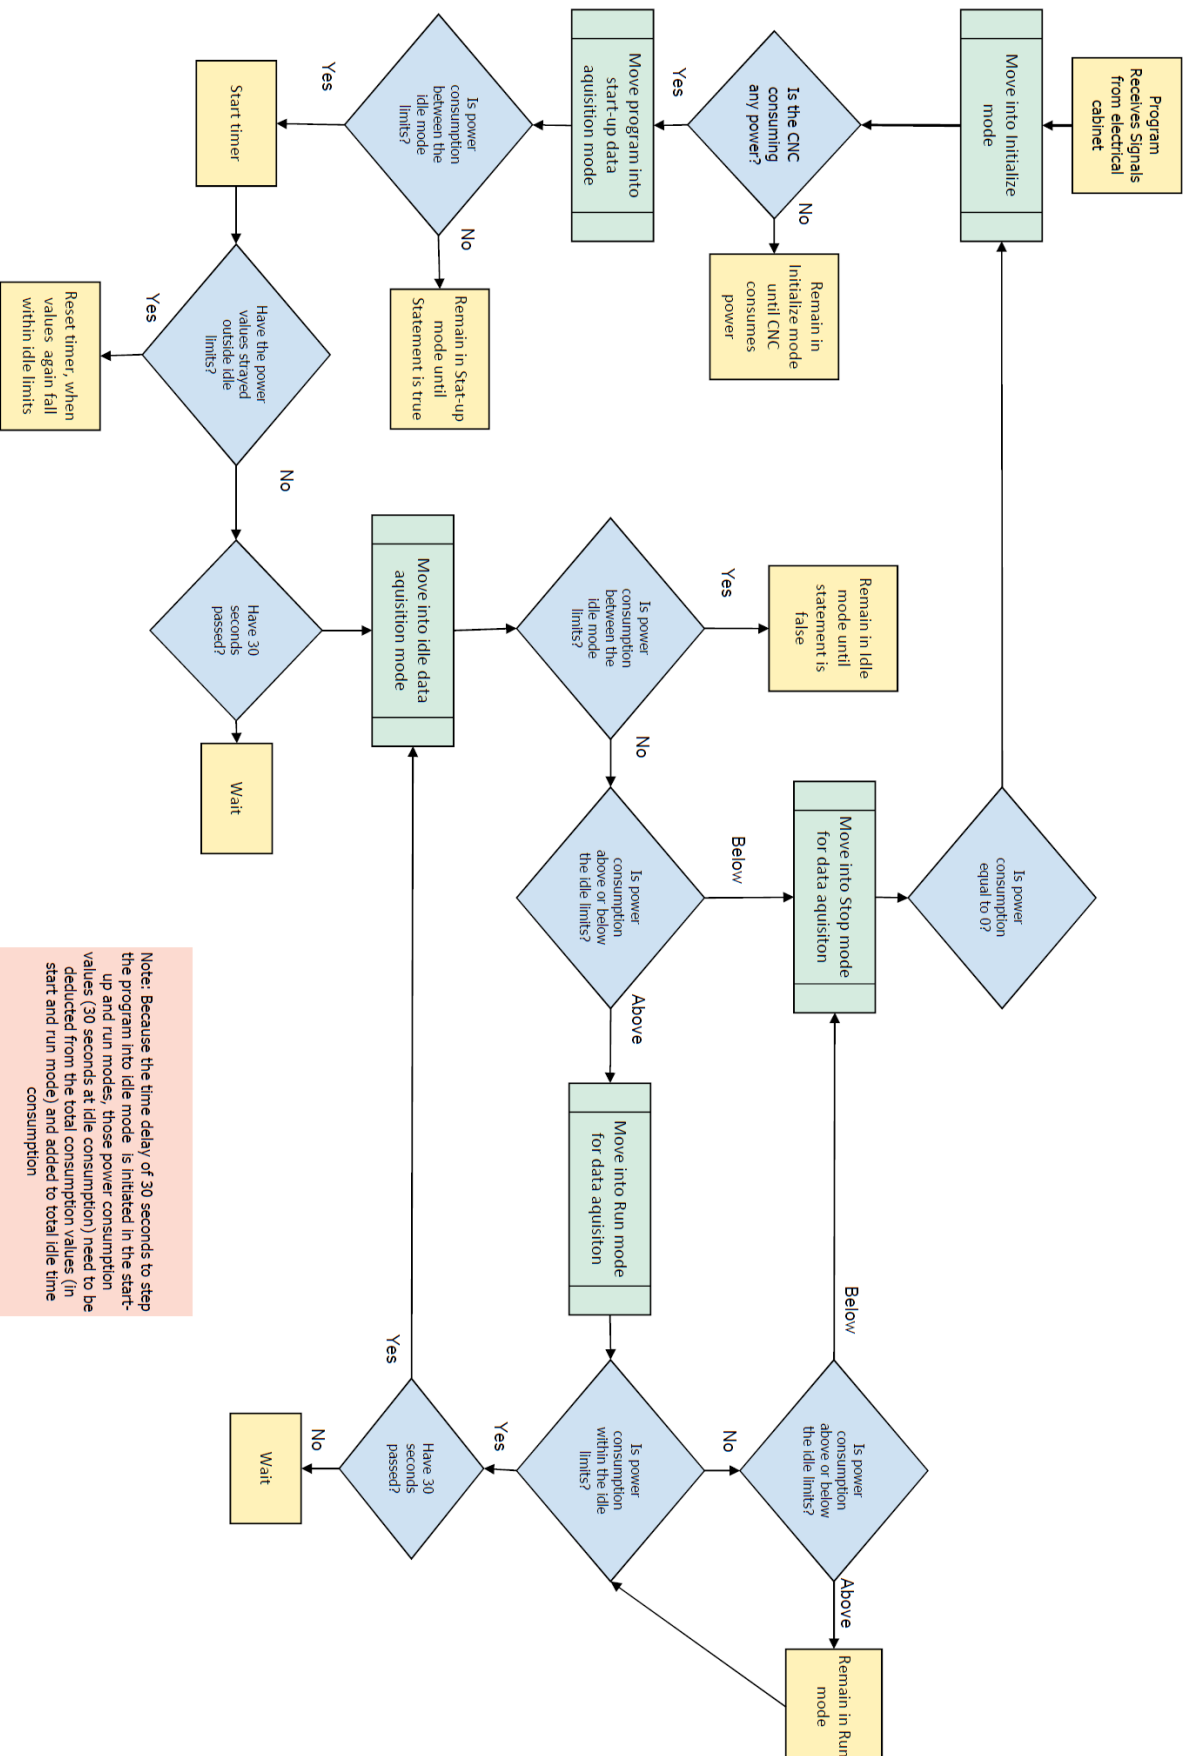 Program
Receives Signals
from electrical
cabinet
Move into Initialize
mode
Is the CNC
consuming
any power?
No
Remain in
Initialize mode
until CNC
consumes
power
Yes
Move program into
start-up data
aquisition mode
Is power
consumption
between the
idle mode
limits?
No
Remain in Stat-up
mode until
Statement is true
Yes
Start timer
Have the power
values strayed
outside idle
limits?
Yes
Reset timer, when
values again fall
within idle limits
No
Have 30
seconds
passed?
Wait
Move into idle data
aquisition mode
Is power
consumption
between the
idle mode
limits?
Yes
Remain in Idle
mode until
statement is
false
No
Is power
consumption
above or below
the idle limits?
Below
Move into Stop mode
for data aquisiton
Is power
consumption
equal to 0?
Above
Move into Run mode
for data aquisiton
Is power
consumption
within the idle
limits?
No
Is power
consumption
above or below
the idle limits?
Below
Above
Remain in Run
mode
Yes
Have 30
seconds
passed?
Yes
No
Wait
Note: Because the time delay of 30 seconds to step
the program into idle mode is initiated in the start-
up and run modes, those power consumption
values (30 seconds at idle consumption) need to be
deducted from the total consumption values (in
start and run mode) and added to total idle time
consumption